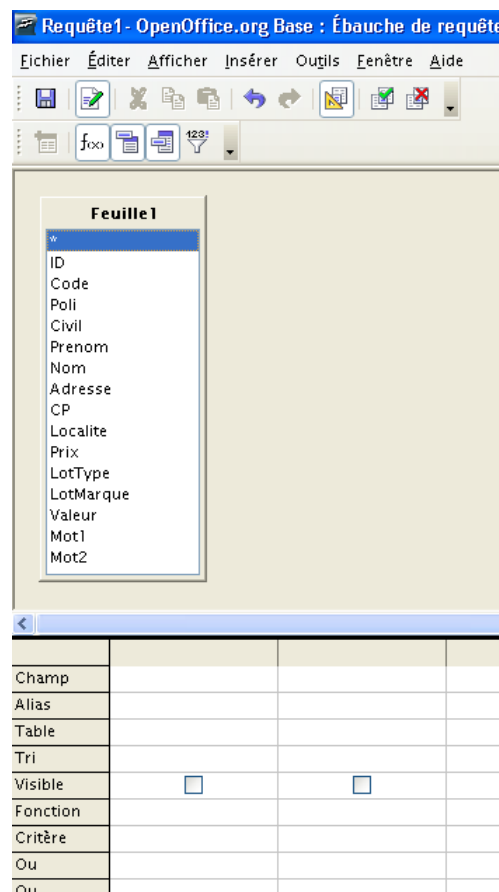 Requête1 - OpenOffice.org Base : Ébauche de requête
Fichier Éditer Afficher Insérer Outils Fenêtre Aide
f(x) 123!
Feuille1
*
ID
Code
Poli
Civil
Prenom
Nom
Adresse
CP
Localite
Prix
LotType
LotMarque
Valeur
Mot1
Mot2
Champ
Alias
Table
Tri
Visible
Fonction
Critère
Ou
Ou